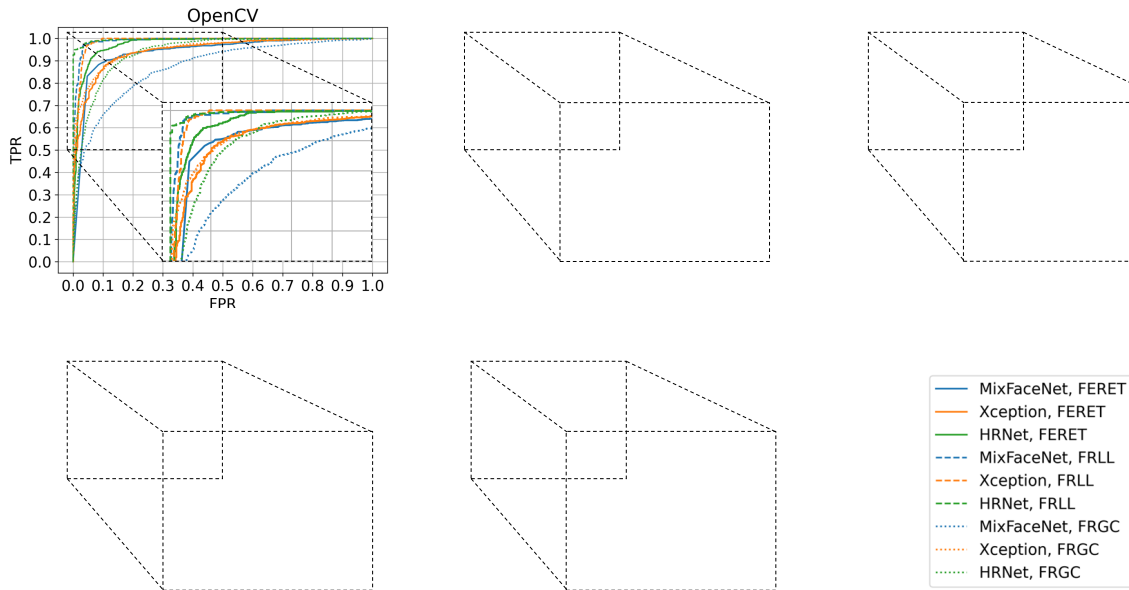 OpenCV
TPR
1.0
0.9
0.8
0.7
0.6
0.5
0.4
0.3
0.2
0.1
0.0
0.0 0.1 0.2 0.3 0.4 0.5 0.6 0.7 0.8 0.9 1.0
FPR
MixFaceNet, FERET
Xception, FERET
HRNet, FERET
MixFaceNet, FRLL
Xception, FRLL
HRNet, FRLL
MixFaceNet, FRGC
Xception, FRGC
HRNet, FRGC